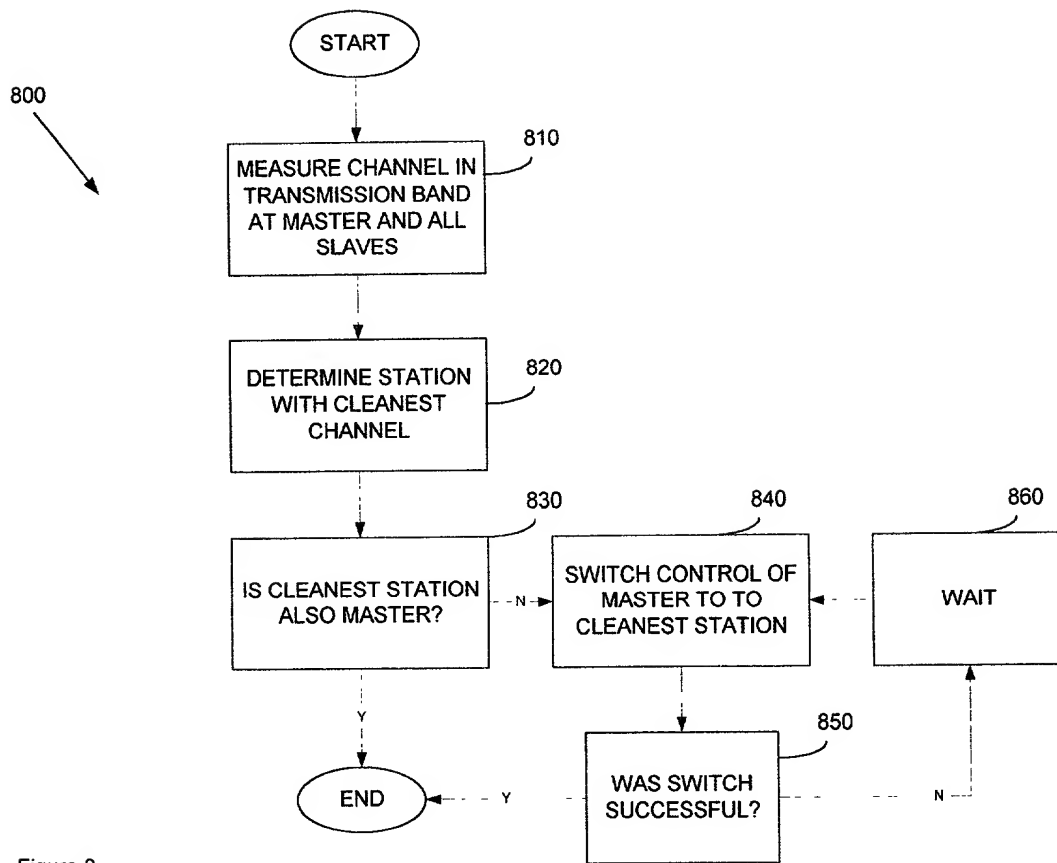 START
800
810
MEASURE CHANNEL IN
TRANSMISSION BAND
AT MASTER AND ALL
SLAVES
820
DETERMINE STATION
WITH CLEANEST
CHANNEL
830
IS CLEANEST STATION
ALSO MASTER?
N
840
SWITCH CONTROL OF
MASTER TO TO
CLEANEST STATION
860
WAIT
Y
850
WAS SWITCH
SUCCESSFUL?
Y
N
END